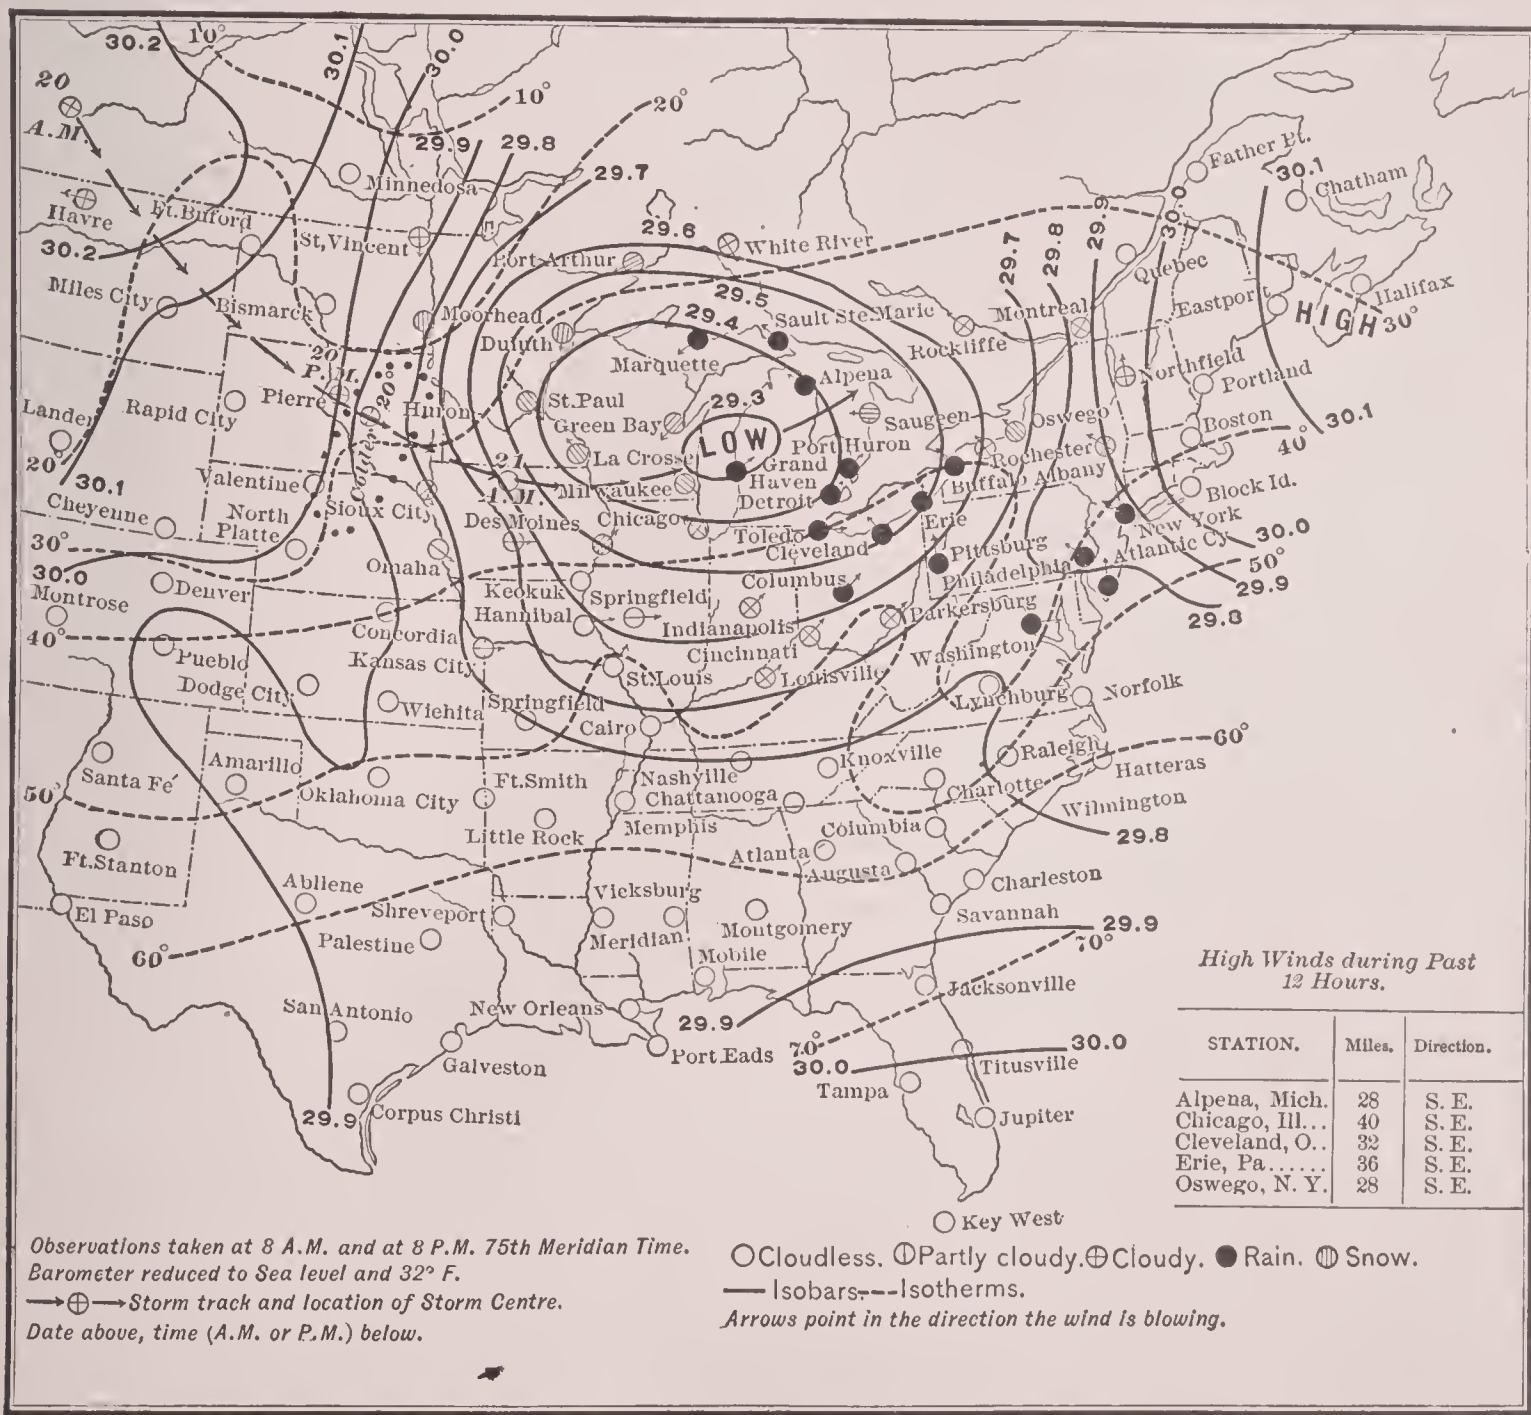 30.2
10°
30.1
30.0
20
A.M.
10°
20°
29.9
29.8
29.7
Father Pt.
30.1
Chatham
Minnedosa
Havre
Ft. Buford
St. Vincent
30.2
29.6
White River
29.7
29.8
29.9
30.0
Quebec
Port Arthur
Miles City
Bismarck
Moorhead
29.5
29.4
Sault Ste. Marie
Montreal
Eastport
Halifax
HIGH
30°
Duluth
Marquette
Rockliffe
20
P.M.
Pierre
20°
Huron
Alpena
Northfield
Portland
Lander
Rapid City
St. Paul
29.3
Saugeen
Oswego
Boston
30.1
Green Bay
LOW
Port Huron
Rochester
40°
20°
Colder
21
A.M.
La Crosse
Grand
Haven
Buffalo
Albany
30.1
Valentine
Milwaukee
Detroit
Block Id.
Cheyenne
North
Platte
Sioux City
Des Moines
Chicago
Toledo
Erie
New York
30.0
30°
Cleveland
Pittsburg
Atlantic Cy
30.0
Omaha
Philadelphia
50°
Denver
Keokuk
Columbus
29.9
Montrose
Hannibal
Springfield
Parkersburg
29.8
40°
Concordia
Indianapolis
Pueblo
Kansas City
Cincinnati
Washington
Dodge City
St. Louis
Louisville
Lynchburg
Norfolk
Wichita
Springfield
Cairo
60°
Santa Fé
Amarillo
Ft. Smith
Nashville
Knoxville
Raleigh
Hatteras
50°
Oklahoma City
Chattanooga
Charlotte
Wilmington
Little Rock
Memphis
Columbia
29.8
Ft. Stanton
Atlanta
Augusta
Abilene
Vicksburg
Charleston
El Paso
Shreveport
Savannah
60°
Palestine
Meridian
Montgomery
29.9
Mobile
70°
San Antonio
New Orleans
Jacksonville
29.9
Port Eads
70°
30.0
30.0
Galveston
Titusville
Tampa
29.9
Corpus Christi
Jupiter
Key West
High Winds during Past
12 Hours.
STATION. Miles. Direction.
Alpena, Mich. 28 S. E.
Chicago, Ill... 40 S. E.
Cleveland, O.. 32 S. E.
Erie, Pa...... 36 S. E.
Oswego, N. Y. 28 S. E.
Observations taken at 8 A.M. and at 8 P.M. 75th Meridian Time.
Barometer reduced to Sea level and 32° F.
Storm track and location of Storm Centre.
Date above, time (A.M. or P.M.) below.
Cloudless. Partly cloudy. Cloudy. Rain. Snow.
Isobars. Isotherms.
Arrows point in the direction the wind is blowing.